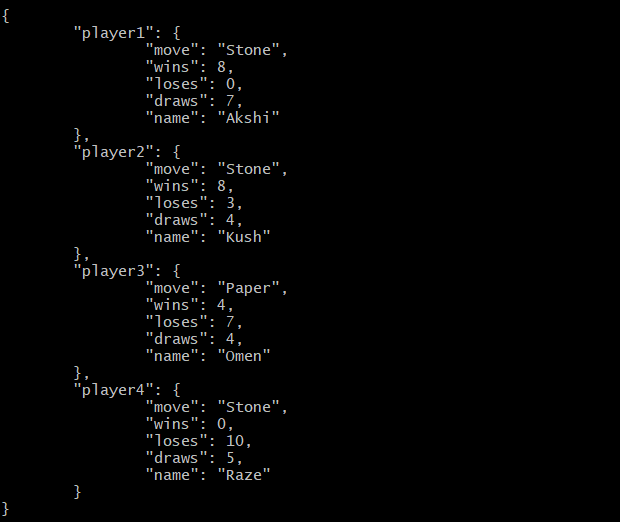 {
"player1": {
"move": "Stone",
"wins": 8,
"loses": 0,
"draws": 7,
"name": "Akshi"
},
"player2": {
"move": "Stone",
"wins": 8,
"loses": 3,
"draws": 4,
"name": "Kush"
},
"player3": {
"move": "Paper",
"wins": 4,
"loses": 7,
"draws": 4,
"name": "Omen"
},
"player4": {
"move": "Stone",
"wins": 0,
"loses": 10,
"draws": 5,
"name": "Raze"
}
}